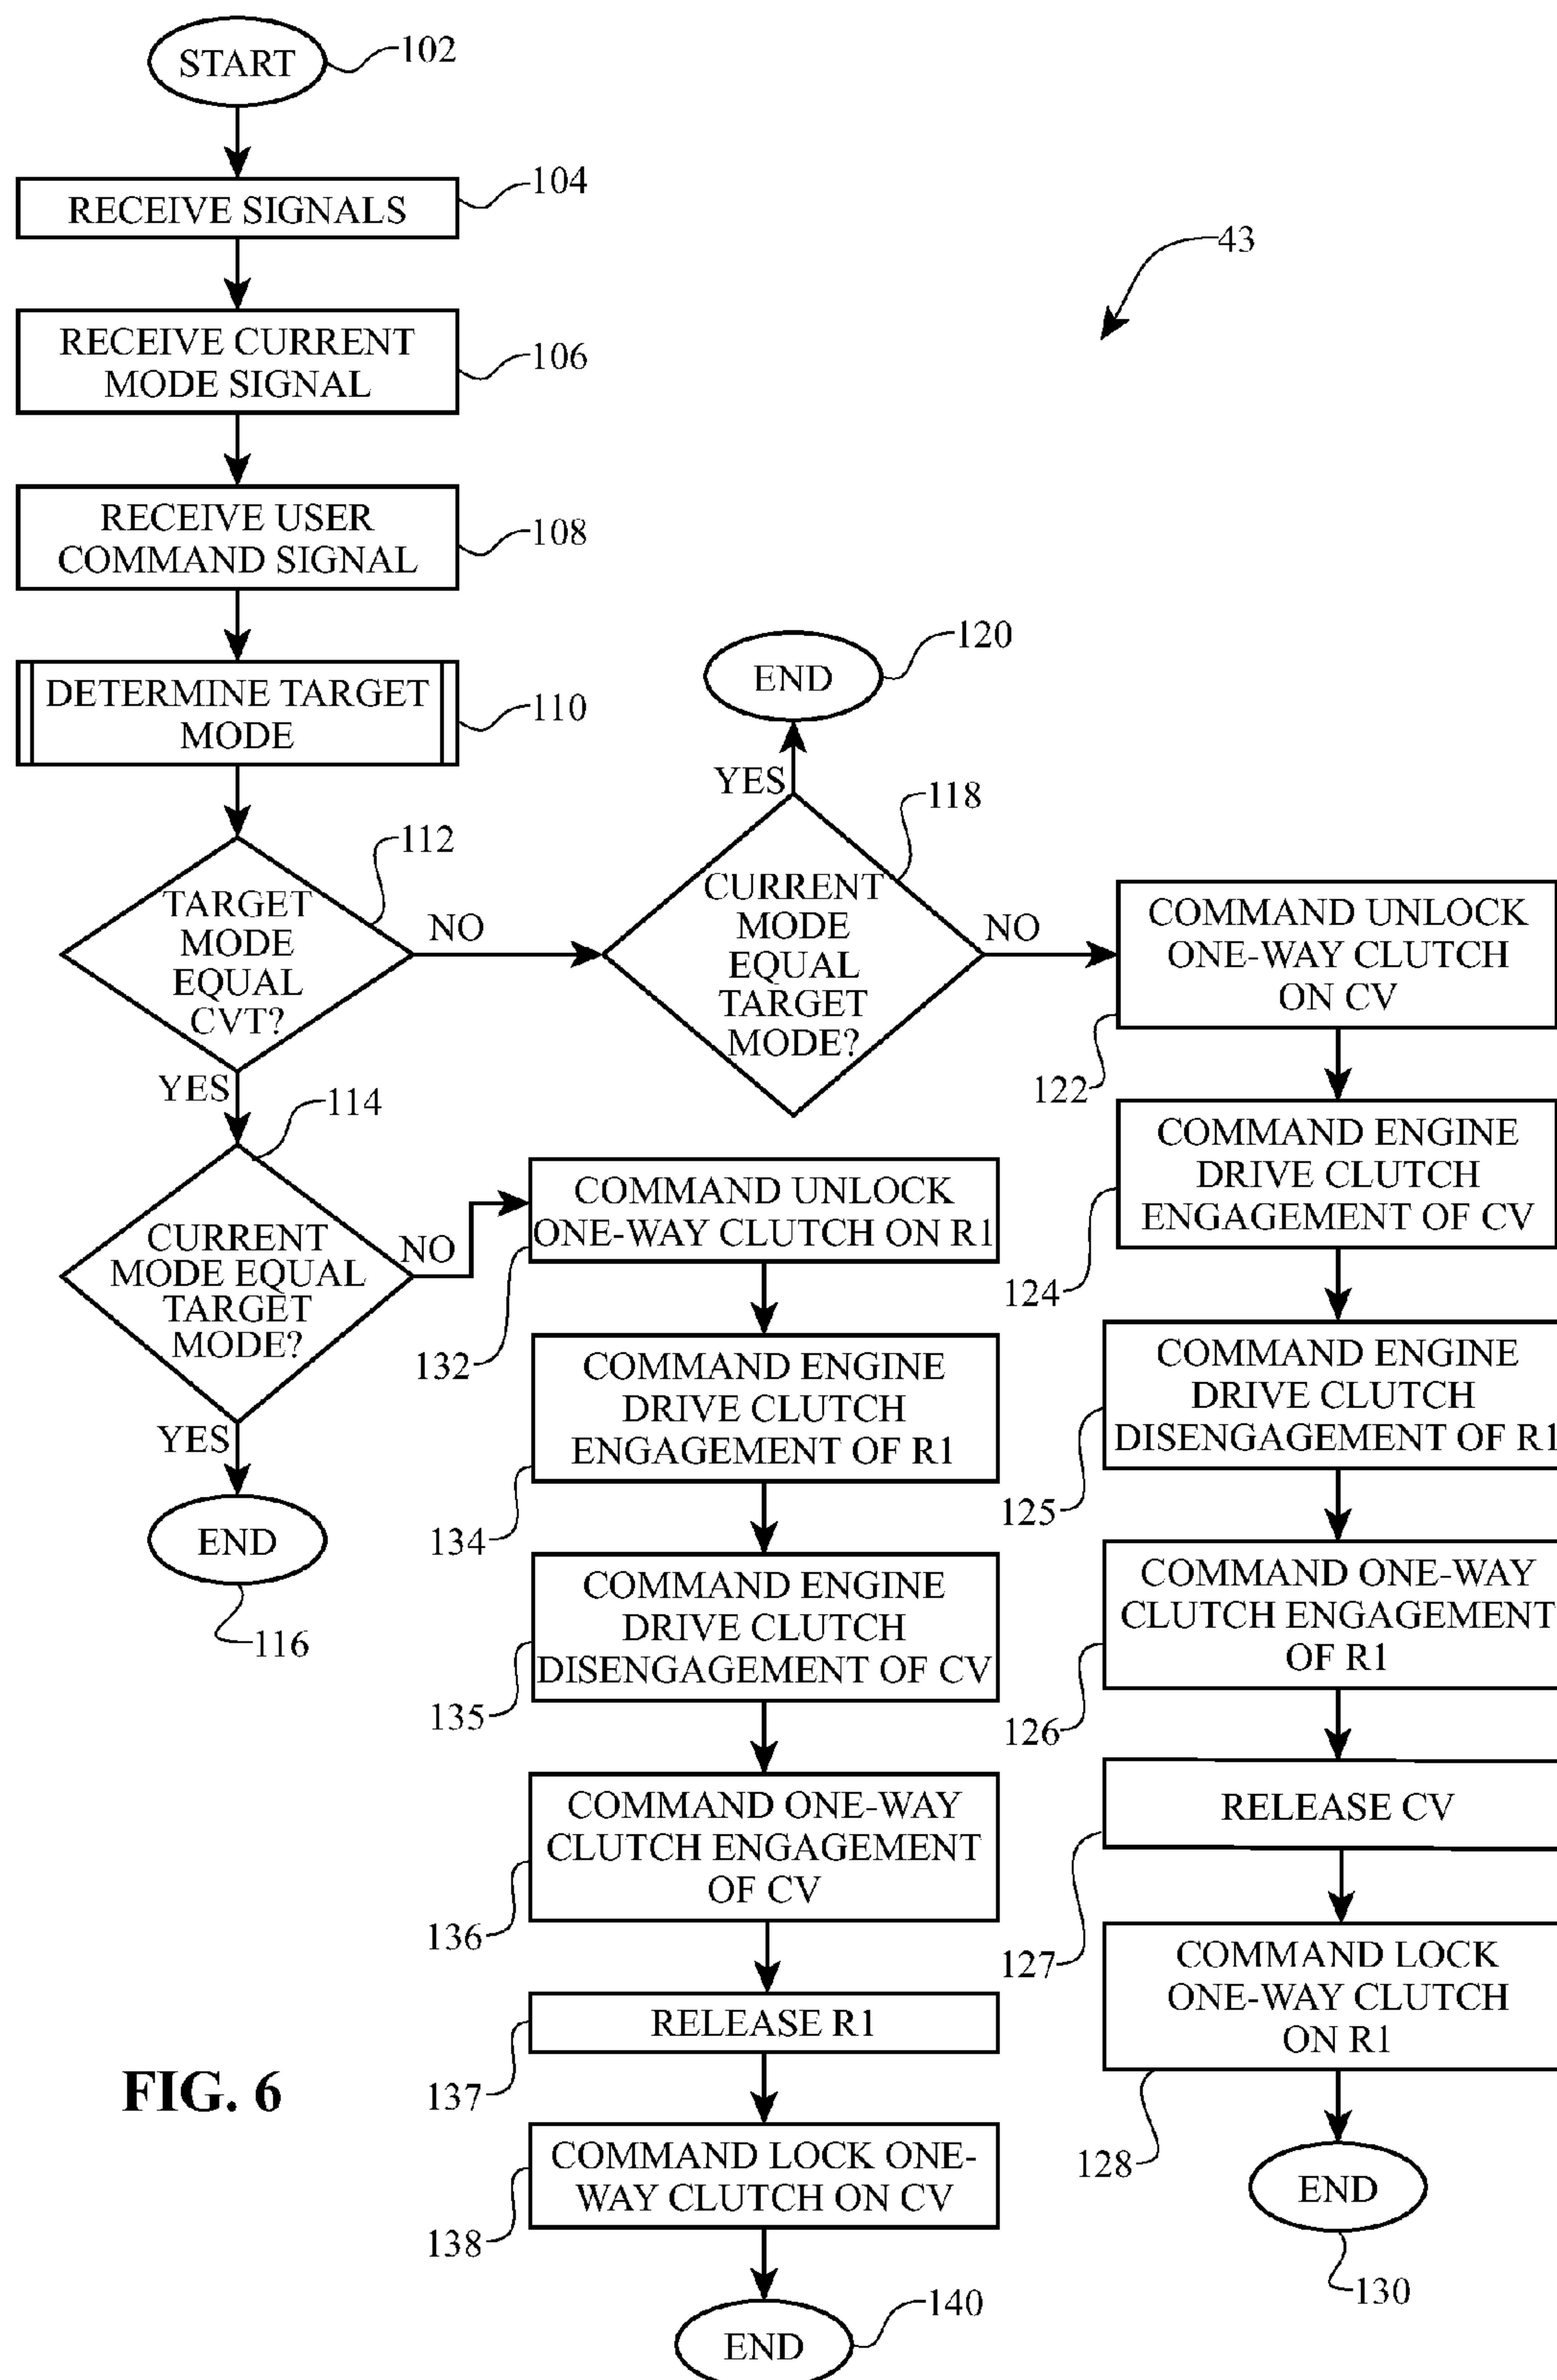 START
102
RECEIVE SIGNALS
104
43
RECEIVE CURRENT
MODE SIGNAL
106
RECEIVE USER
COMMAND SIGNAL
108
DETERMINE TARGET
MODE
110
TARGET
MODE
EQUAL
CVT?
112
NO
YES
END
120
YES
CURRENT
MODE
EQUAL
TARGET
MODE?
118
NO
CURRENT
MODE EQUAL
TARGET
MODE?
114
NO
YES
END
116
COMMAND UNLOCK
ONE-WAY CLUTCH ON R1
132
COMMAND ENGINE
DRIVE CLUTCH
ENGAGEMENT OF R1
134
COMMAND ENGINE
DRIVE CLUTCH
DISENGAGEMENT OF CV
135
COMMAND ONE-WAY
CLUTCH ENGAGEMENT
OF CV
136
RELEASE R1
137
COMMAND LOCK ONE-
WAY CLUTCH ON CV
138
END
140
COMMAND UNLOCK
ONE-WAY CLUTCH
ON CV
122
COMMAND ENGINE
DRIVE CLUTCH
ENGAGEMENT OF CV
124
COMMAND ENGINE
DRIVE CLUTCH
DISENGAGEMENT OF R1
125
COMMAND ONE-WAY
CLUTCH ENGAGEMENT
OF R1
126
RELEASE CV
127
COMMAND LOCK
ONE-WAY CLUTCH
ON R1
128
END
130
FIG. 6